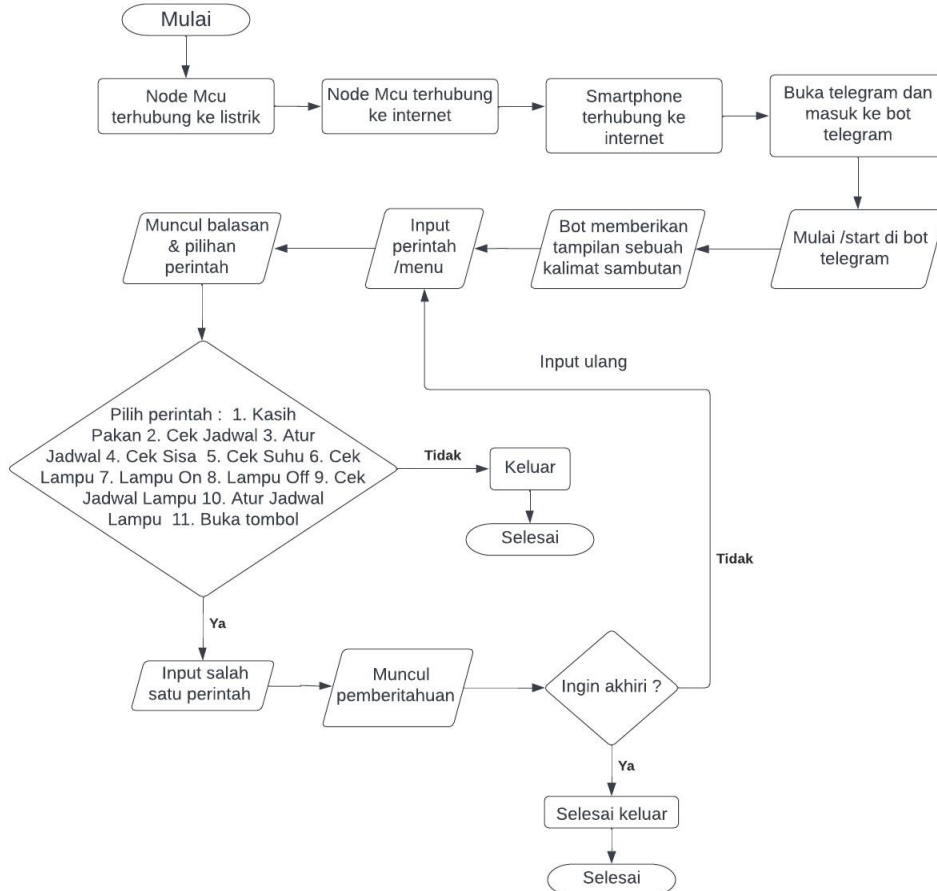 Mulai
Node Mcu
terhubung ke listrik
Node Mcu terhubung
ke internet
Smartphone
terhubung ke
internet
Buka telegram dan
masuk ke bot
telegram
Mulai /start di bot
telegram
Bot memberikan
tampilan sebuah
kalimat sambutan
Input
perintah
/menu
Muncul balasan
& pilihan
perintah
Pilih perintah : 1. Kasih
Pakan 2. Cek Jadwal 3. Atur
Jadwal 4. Cek Sisa 5. Cek Suhu 6. Cek
Lampu 7. Lampu On 8. Lampu Off 9. Cek
Jadwal Lampu 10. Atur Jadwal
Lampu 11. Buka tombol
Tidak
Keluar
Selesai
Ya
Input salah
satu perintah
Muncul
pemberitahuan
Ingin akhiri ?
Tidak
Input ulang
Ya
Selesai keluar
Selesai